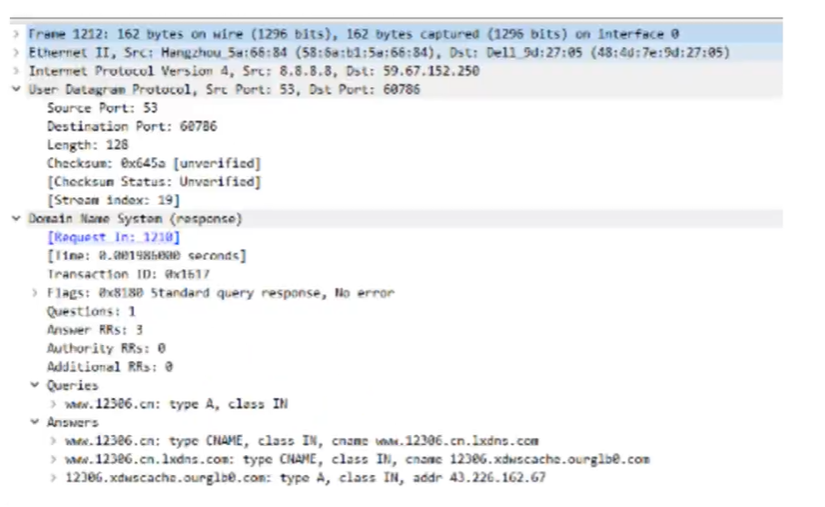 Frame 1212: 162 bytes on wire (1296 bits), 162 bytes captured (1296 bits) on interface 0
Ethernet II, Src: Hangzhou_5a:66:84 (58:6a:b1:5a:66:84), Dst: Dell_9d:27:05 (48:4d:7e:9d:27:05)
Internet Protocol Version 4, Src: 8.8.8.8, Dst: 59.67.152.250
User Datagram Protocol, Src Port: 53, Dst Port: 60786
Source Port: 53
Destination Port: 60786
Length: 128
Checksum: 0x645a [unverified]
[Checksum Status: Unverified]
[Stream index: 19]
Domain Name System (response)
[Request In: 1210]
[Time: 0.001986000 seconds]
Transaction ID: 0x1617
Flags: 0x8180 Standard query response, No error
Questions: 1
Answer RRs: 3
Authority RRs: 0
Additional RRs: 0
Queries
www.12306.cn: type A, class IN
Answers
www.12306.cn: type CNAME, class IN, cname www.12306.cn.lxdns.com
www.12306.cn.lxdns.com: type CNAME, class IN, cname 12306.xdwscache.ourglb0.com
12306.xdwscache.ourglb0.com: type A, class IN, addr 43.226.162.67